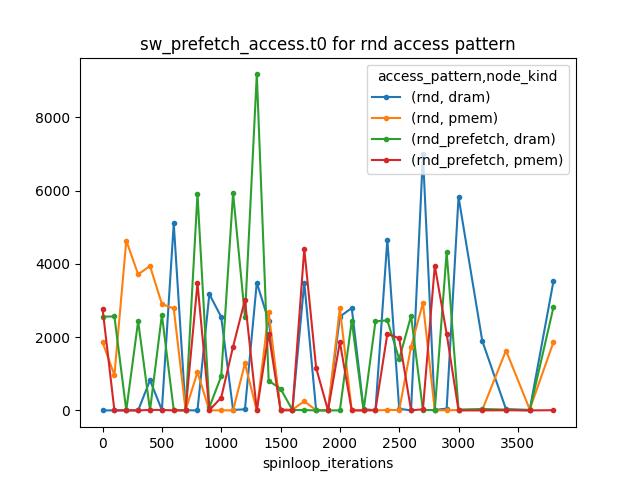 sw_prefetch_access.t0 for rnd access pattern
access_pattern,node_kind
(rnd, dram)
(rnd, pmem)
(rnd_prefetch, dram)
(rnd_prefetch, pmem)
8000
6000
4000
2000
0
0 500 1000 1500 2000 2500 3000 3500
spinloop_iterations